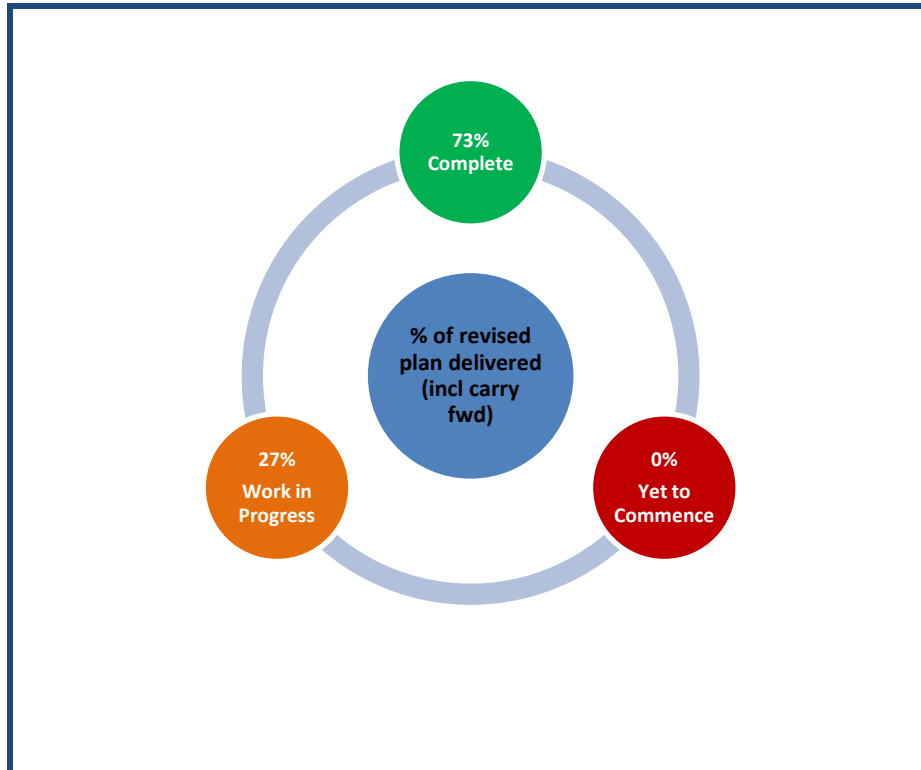 73%
Complete
% of revised
plan delivered
(incl carry
fwd)
27%
Work in
Progress
0%
Yet to
Commence